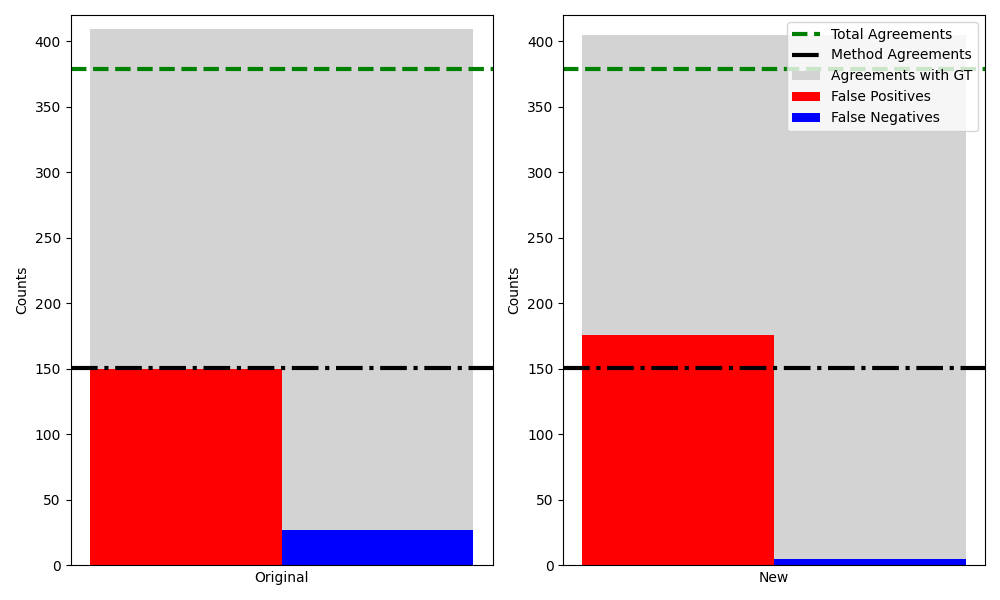 400
350
300
250
200
150
100
50
0
Counts
Original
400
350
300
250
200
150
100
50
0
Counts
New
Total Agreements
Method Agreements
Agreements with GT
False Positives
False Negatives